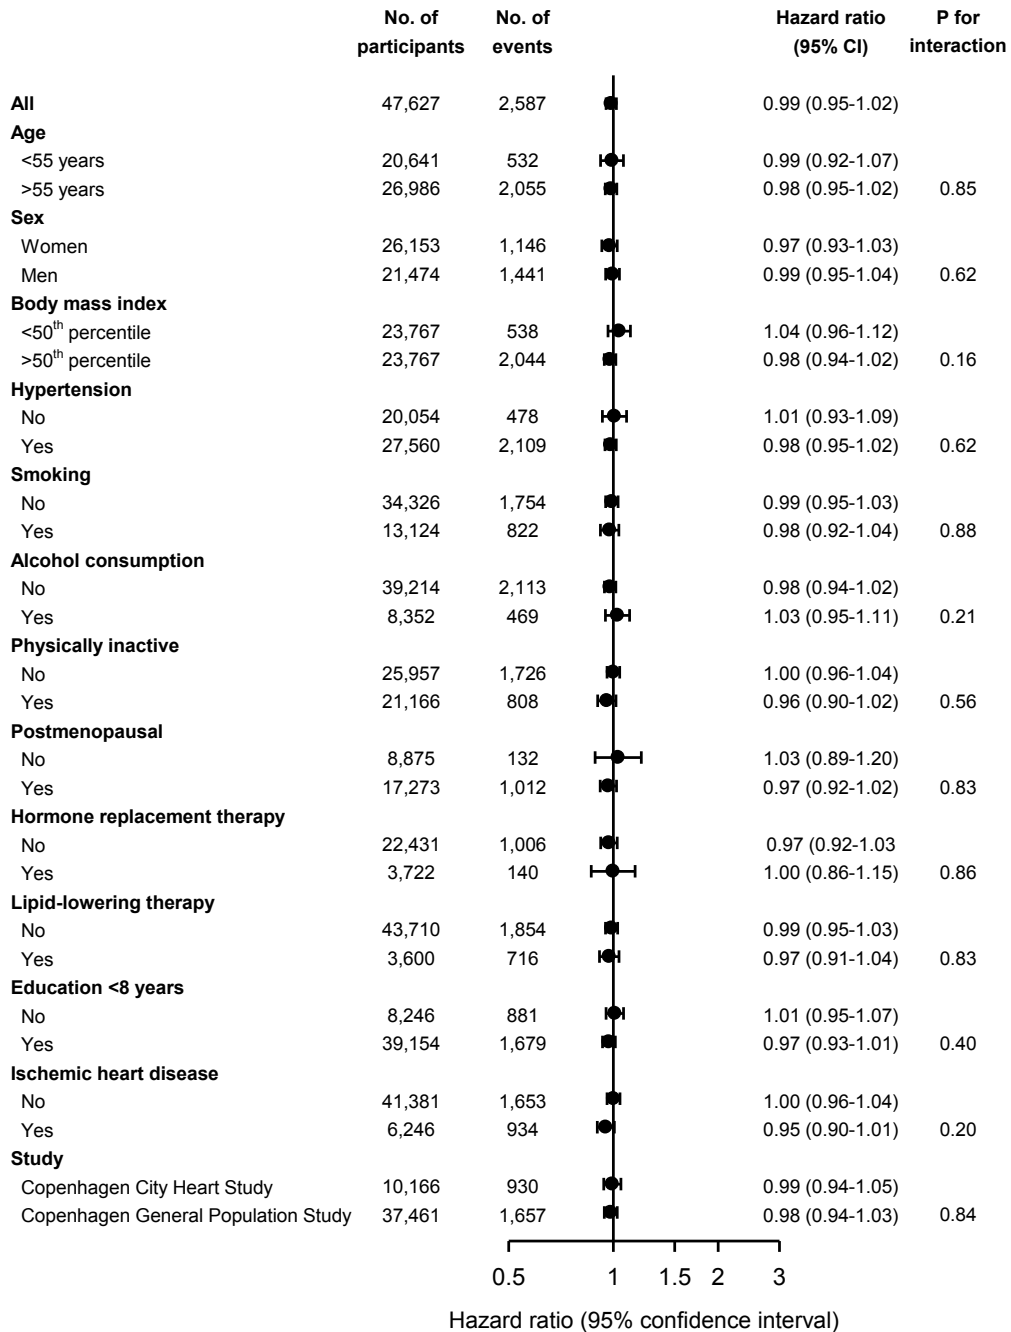 No. of No. of Hazard ratio P for
participants events (95% CI) interaction
All 47,627 2,587 0.99 (0.95-1.02)
Age
<55 years 20,641 532 0.99 (0.92-1.07)
>55 years 26,986 2,055 0.98 (0.95-1.02) 0.85
Sex
Women 26,153 1,146 0.97 (0.93-1.03)
Men 21,474 1,441 0.99 (0.95-1.04) 0.62
Body mass index
<50th percentile 23,767 538 1.04 (0.96-1.12)
>50th percentile 23,767 2,044 0.98 (0.94-1.02) 0.16
Hypertension
No 20,054 478 1.01 (0.93-1.09)
Yes 27,560 2,109 0.98 (0.95-1.02) 0.62
Smoking
No 34,326 1,754 0.99 (0.95-1.03)
Yes 13,124 822 0.98 (0.92-1.04) 0.88
Alcohol consumption
No 39,214 2,113 0.98 (0.94-1.02)
Yes 8,352 469 1.03 (0.95-1.11) 0.21
Physically inactive
No 25,957 1,726 1.00 (0.96-1.04)
Yes 21,166 808 0.96 (0.90-1.02) 0.56
Postmenopausal
No 8,875 132 1.03 (0.89-1.20)
Yes 17,273 1,012 0.97 (0.92-1.02) 0.83
Hormone replacement therapy
No 22,431 1,006 0.97 (0.92-1.03
Yes 3,722 140 1.00 (0.86-1.15) 0.86
Lipid-lowering therapy
No 43,710 1,854 0.99 (0.95-1.03)
Yes 3,600 716 0.97 (0.91-1.04) 0.83
Education <8 years
No 8,246 881 1.01 (0.95-1.07)
Yes 39,154 1,679 0.97 (0.93-1.01) 0.40
Ischemic heart disease
No 41,381 1,653 1.00 (0.96-1.04)
Yes 6,246 934 0.95 (0.90-1.01) 0.20
Study
Copenhagen City Heart Study 10,166 930 0.99 (0.94-1.05)
Copenhagen General Population Study 37,461 1,657 0.98 (0.94-1.03) 0.84
0.5 1 1.5 2 3
Hazard ratio (95% confidence interval)